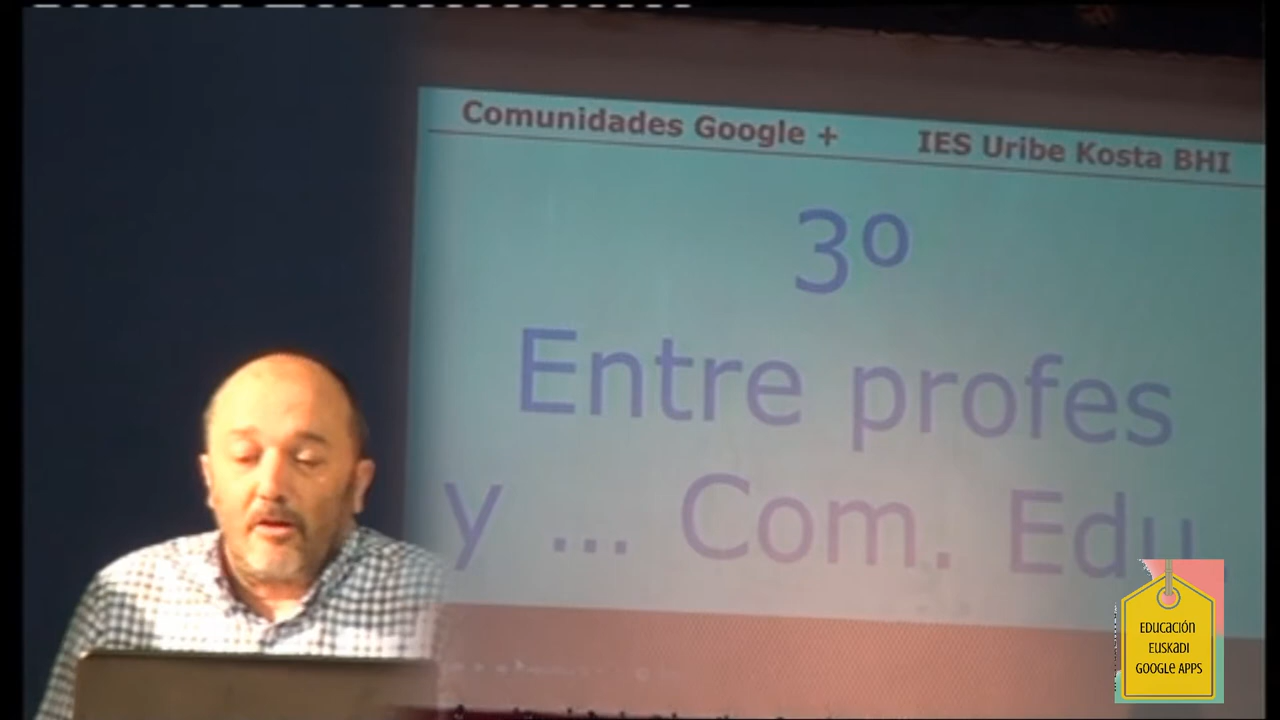 Comunidades Google +
IES Uribe Kosta BHI
3º
Entre profes
y ... Com. Edu.
EDUCACIÓN
EUSKADI
GOOGLE APPS